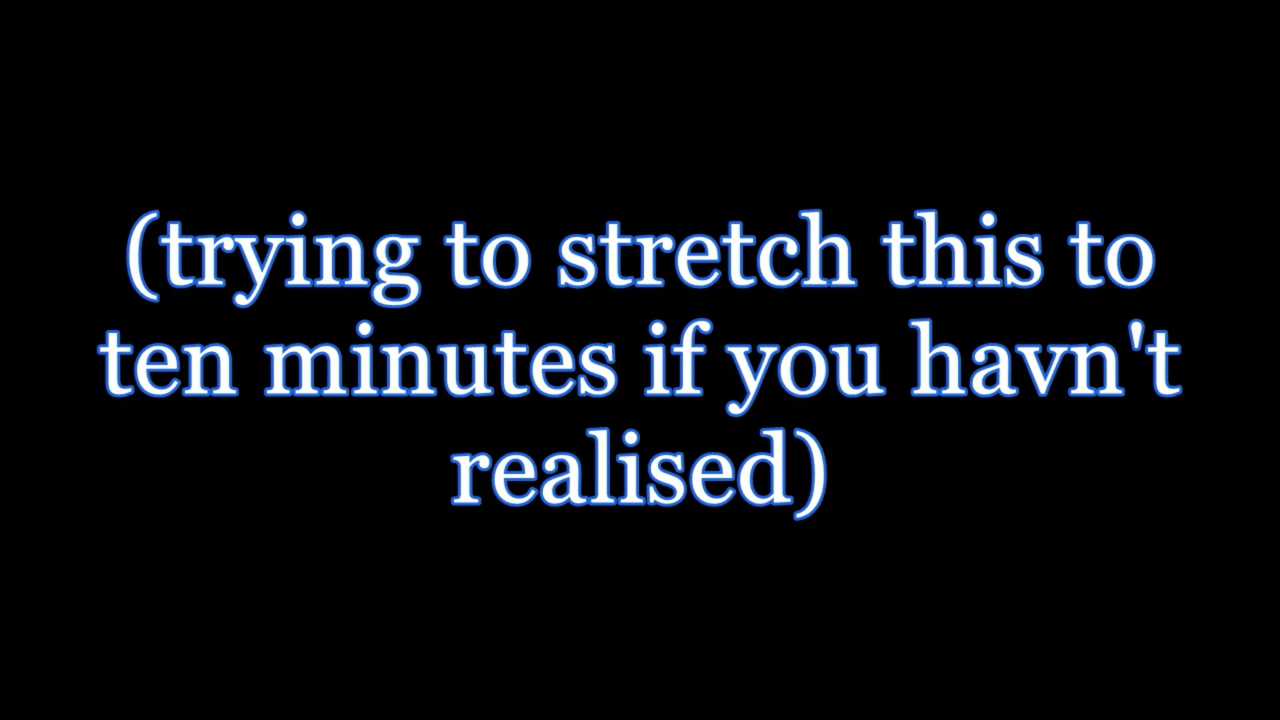 (trying to stretch this to
ten minutes if you havn't
realised)